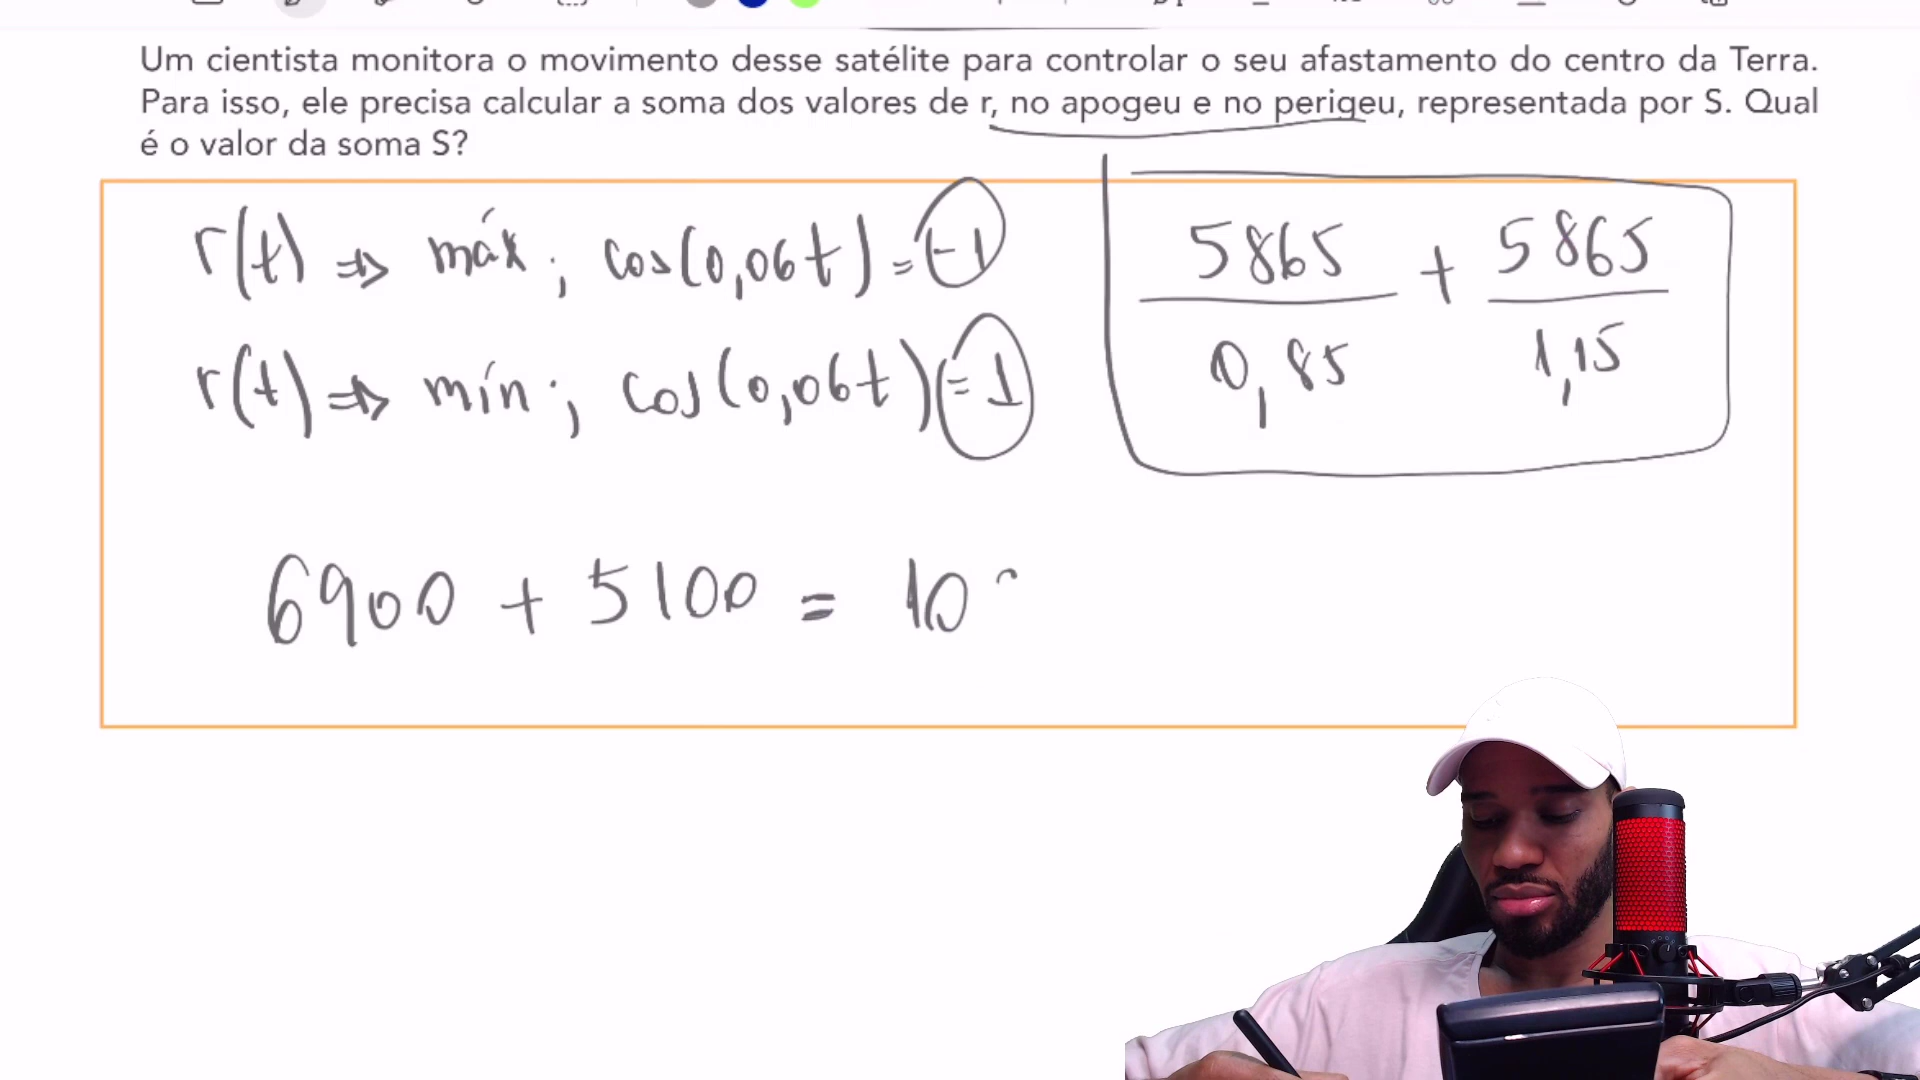 Um cientista monitora o movimento desse satélite para controlar o seu afastamento do centro da Terra.
Para isso, ele precisa calcular a soma dos valores de r, no apogeu e no perigeu, representada por S. Qual
é o valor da soma S?
r(t) ⇒ máx ; cos(0,06t) = -1
r(t) ⇒ mín ; cos(0,06t) = 1
5865 + 5865
0,85 1,15
6900 + 5100 = 10